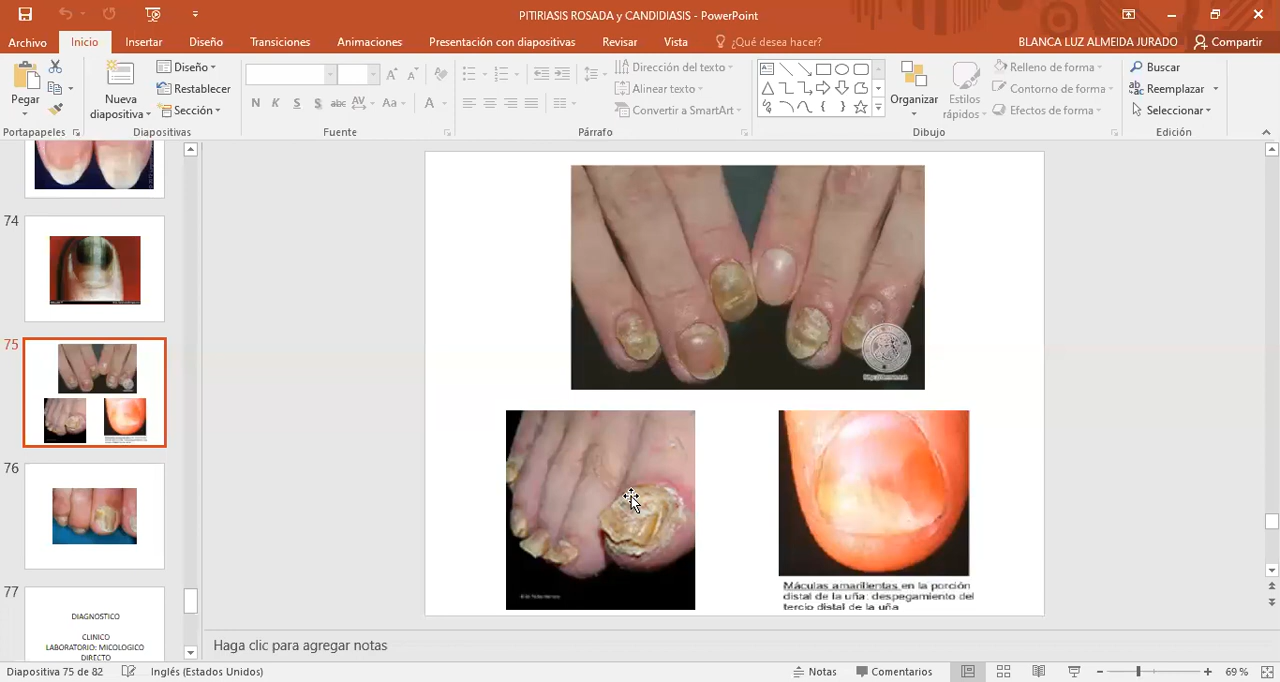 PITIRIASIS ROSADA y CANDIDIASIS - PowerPoint
Archivo Inicio Insertar Diseño Transiciones Animaciones Presentación con diapositivas Revisar Vista ¿Qué desea hacer? BLANCA LUZ ALMEIDA JURADO Compartir
Pegar
Nueva diapositiva
Diseño
Restablecer
Sección
N K S S abc AV Aa A
Dirección del texto
Alinear texto
Convertir a SmartArt
Organizar
Estilos rápidos
Relleno de forma
Contorno de forma
Efectos de forma
Buscar
Reemplazar
Seleccionar
Portapapeles Diapositivas Fuente Párrafo Dibujo Edición
74
75
76
77
DIAGNOSTICO
CLINICO
LABORATORIO: MICOLOGICO
DIRECTO
Máculas amarillentas en la porción
distal de la uña; despegamiento del
tercio distal de la uña
Haga clic para agregar notas
Diapositiva 75 de 82 Inglés (Estados Unidos) Notas Comentarios 69 %